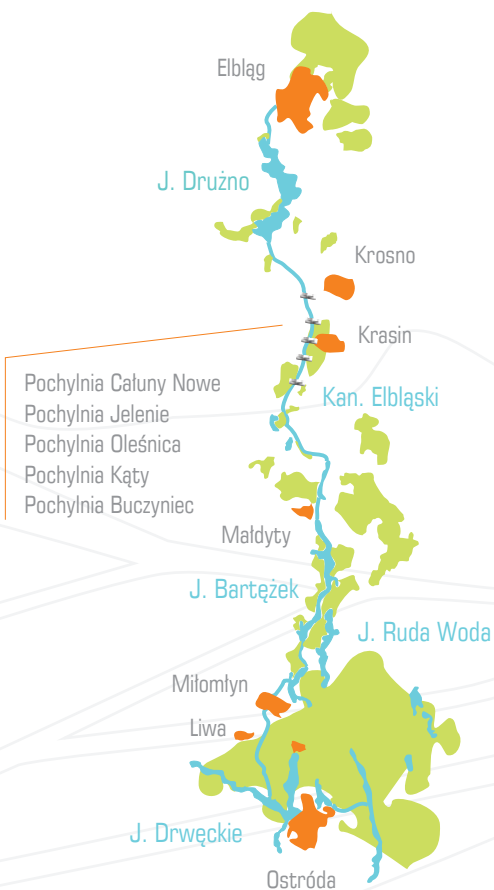 Elbląg
J. Drużno
Krosno
Krasin
Pochylnia Całuny Nowe
Pochylnia Jelenie
Pochylnia Oleśnica
Pochylnia Kąty
Pochylnia Buczyniec
Kan. Elbląski
Małdyty
J. Bartężek
J. Ruda Woda
Miłomłyn
Liwa
J. Drwęckie
Ostróda